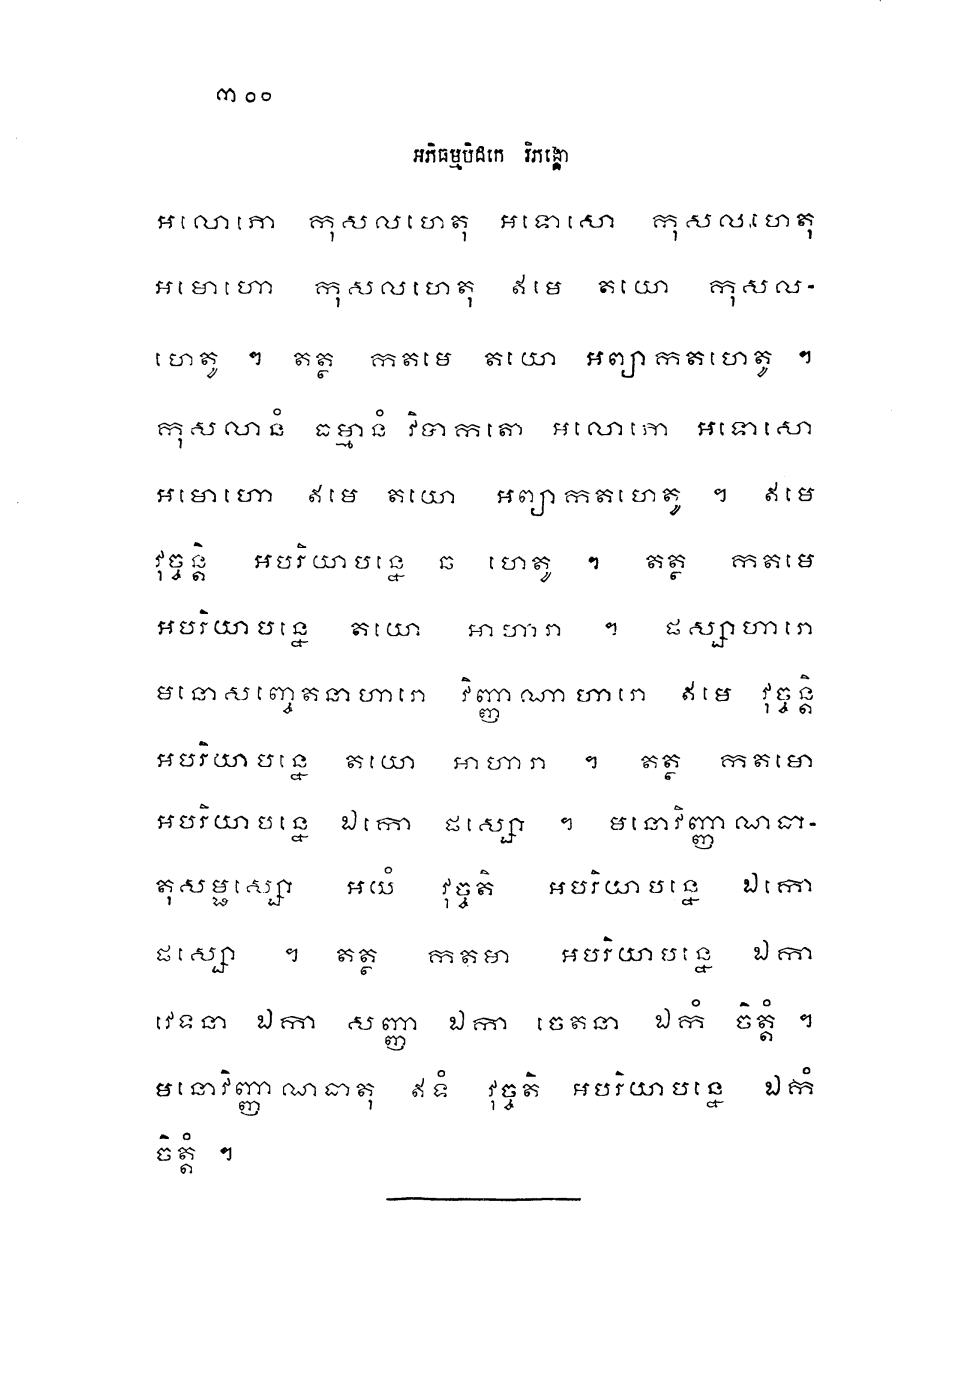 ៣០០
អភិធម្មបិដកេ វិភង្គោ
អលោភោ កុសលហេតុ អទោសោ កុសលហេតុ
អមោហោ កុសលហេតុ ឥមេ តយោ កុសល-
ហេតូ ។ តត្ថ កតមេ តយោ អព្យាកតហេតូ ។
កុសលានំ ធម្មានំ វិបាកតោ អលោភោ អទោសោ
អមោហោ ឥមេ តយោ អព្យាកតហេតូ ។ ឥមេ
វុច្ចន្តិ អបរិយាបន្នេ ឆ ហេតូ ។ តត្ថ កតមេ
អបរិយាបន្នេ តយោ អាហារា ។ ផស្សាហារោ
មនោសញ្ចេតនាហារោ វិញ្ញាណាហារោ ឥមេ វុច្ចន្តិ
អបរិយាបន្នេ តយោ អាហារា ។ តត្ថ កតមោ
អបរិយាបន្នេ ឯកោ ផស្សោ ។ មនោវិញ្ញាណធា-
តុសម្ផស្សោ អយំ វុច្ចតិ អបរិយាបន្នេ ឯកោ
ផស្សោ ។ តត្ថ កតមា អបរិយាបន្នេ ឯកា
វេទនា ឯកា សញ្ញា ឯកា ចេតនា ឯកំ ចិត្តំ ។
មនោវិញ្ញាណធាតុ ឥទំ វុច្ចតិ អបរិយាបន្នេ ឯកំ
ចិត្តំ ។